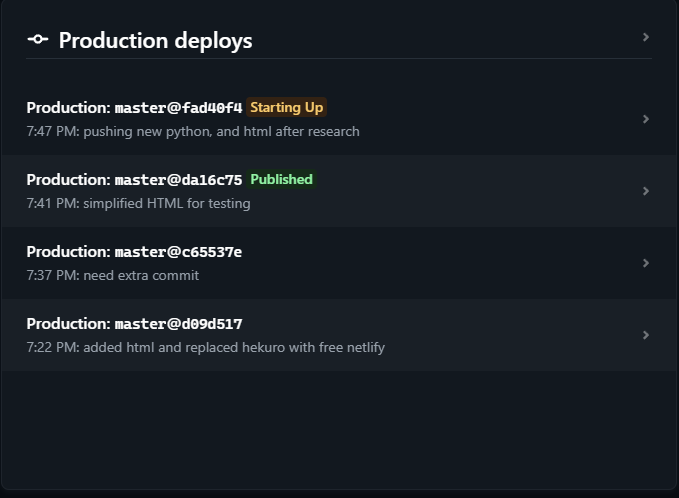 Production deploys
Production: master@fad40f4 Starting Up
7:47 PM: pushing new python, and html after research
Production: master@da16c75 Published
7:41 PM: simplified HTML for testing
Production: master@c65537e
7:37 PM: need extra commit
Production: master@d09d517
7:22 PM: added html and replaced hekuro with free netlify